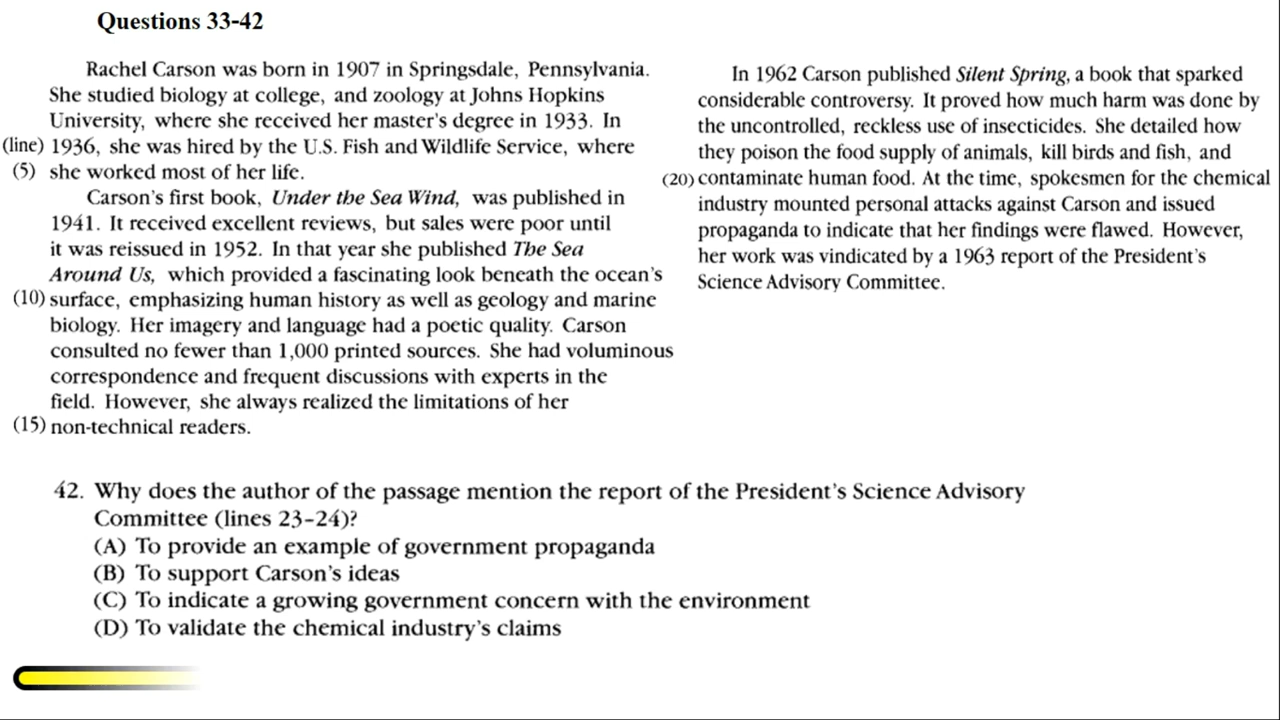 Questions 33-42
Rachel Carson was born in 1907 in Springsdale, Pennsylvania.
She studied biology at college, and zoology at Johns Hopkins
University, where she received her master's degree in 1933. In
(line) 1936, she was hired by the U.S. Fish and Wildlife Service, where
(5) she worked most of her life.
Carson's first book, Under the Sea Wind, was published in
1941. It received excellent reviews, but sales were poor until
it was reissued in 1952. In that year she published The Sea
Around Us, which provided a fascinating look beneath the ocean's
(10) surface, emphasizing human history as well as geology and marine
biology. Her imagery and language had a poetic quality. Carson
consulted no fewer than 1,000 printed sources. She had voluminous
correspondence and frequent discussions with experts in the
field. However, she always realized the limitations of her
(15) non-technical readers.
In 1962 Carson published Silent Spring, a book that sparked
considerable controversy. It proved how much harm was done by
the uncontrolled, reckless use of insecticides. She detailed how
they poison the food supply of animals, kill birds and fish, and
(20) contaminate human food. At the time, spokesmen for the chemical
industry mounted personal attacks against Carson and issued
propaganda to indicate that her findings were flawed. However,
her work was vindicated by a 1963 report of the President's
Science Advisory Committee.
42. Why does the author of the passage mention the report of the President's Science Advisory
Committee (lines 23-24)?
(A) To provide an example of government propaganda
(B) To support Carson's ideas
(C) To indicate a growing government concern with the environment
(D) To validate the chemical industry's claims